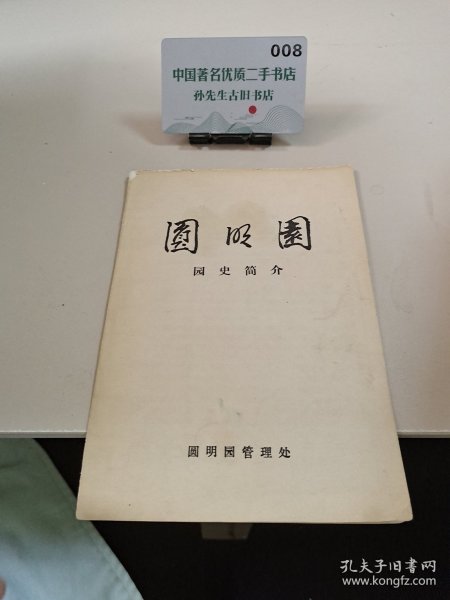 008
中国著名优质二手书店
孙先生古旧书店
圆明園
园史简介
圆明园管理处
孔夫子旧书网
www.kongfz.com